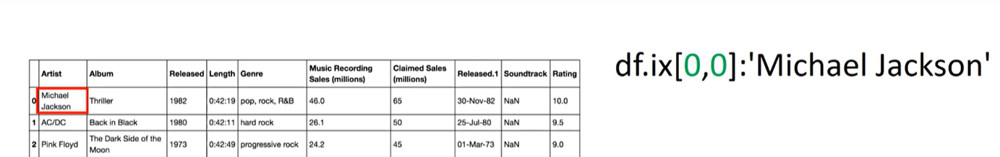 df.ix[0,0]:'Michael Jackson'
Artist Album Released Length Genre Music Recording Sales (millions) Claimed Sales (millions) Released.1 Soundtrack Rating
0 Michael Jackson Thriller 1982 0:42:19 pop, rock, R&B 46.0 65 30-Nov-82 NaN 10.0
1 AC/DC Back in Black 1980 0:42:11 hard rock 26.1 50 25-Jul-80 NaN 9.5
2 Pink Floyd The Dark Side of the Moon 1973 0:42:49 progressive rock 24.2 45 01-Mar-73 NaN 9.0